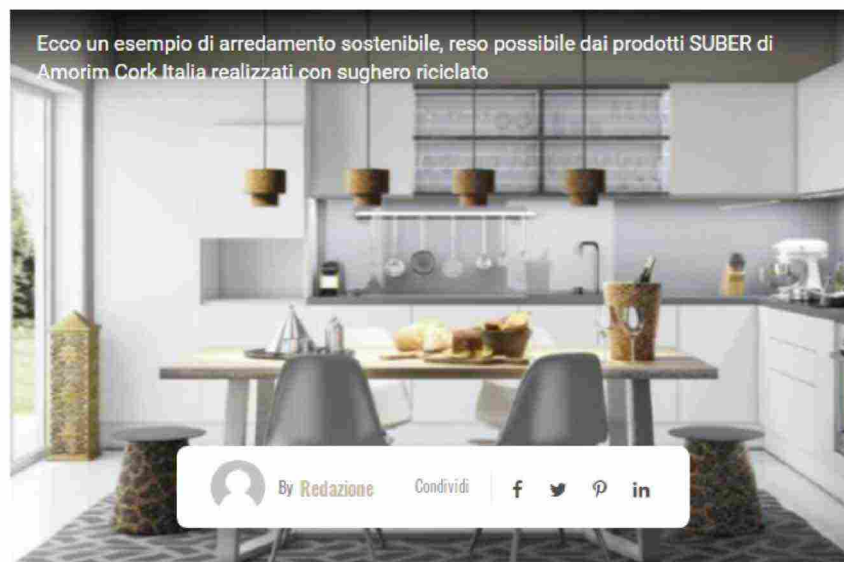 Ecco un esempio di arredamento sostenibile, reso possibile dai prodotti SUBER di
Amorim Cork Italia realizzati con sughero riciclato
By Redazione Condividi